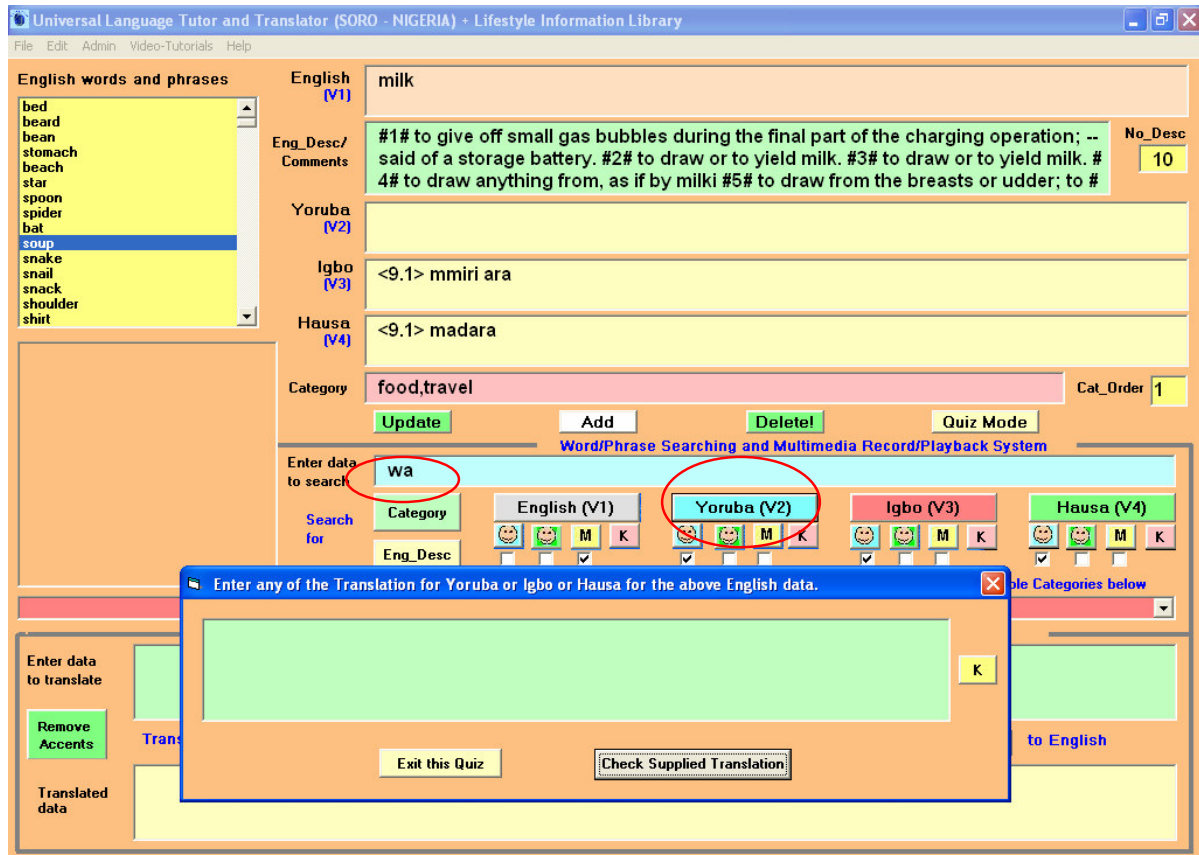 Universal Language Tutor and Translator (SORO - NIGERIA) + Lifestyle Information Library
File Edit Admin Video-Tutorials Help
English words and phrases
bed
beard
bean
stomach
beach
star
spoon
spider
bat
soup
snake
snail
snack
shoulder
shirt
English
(V1)
milk
Eng_Desc/
Comments
#1# to give off small gas bubbles during the final part of the charging operation; --
said of a storage battery. #2# to draw or to yield milk. #3# to draw or to yield milk. #
4# to draw anything from, as if by milki #5# to draw from the breasts or udder; to #
No_Desc
10
Yoruba
(V2)
Igbo
(V3)
<9.1> mmiri ara
Hausa
(V4)
<9.1> madara
Category
food,travel
Cat_Order 1
Update Add Delete! Quiz Mode
Word/Phrase Searching and Multimedia Record/Playback System
Enter data
to search
wa
Search
for
Category
Eng_Desc
English (V1) Yoruba (V2) Igbo (V3) Hausa (V4)
M K M K M K M K
ble Categories below
Enter any of the Translation for Yoruba or Igbo or Hausa for the above English data.
K
Exit this Quiz Check Supplied Translation
Enter data
to translate
Remove
Accents
Trans
to English
Translated
data